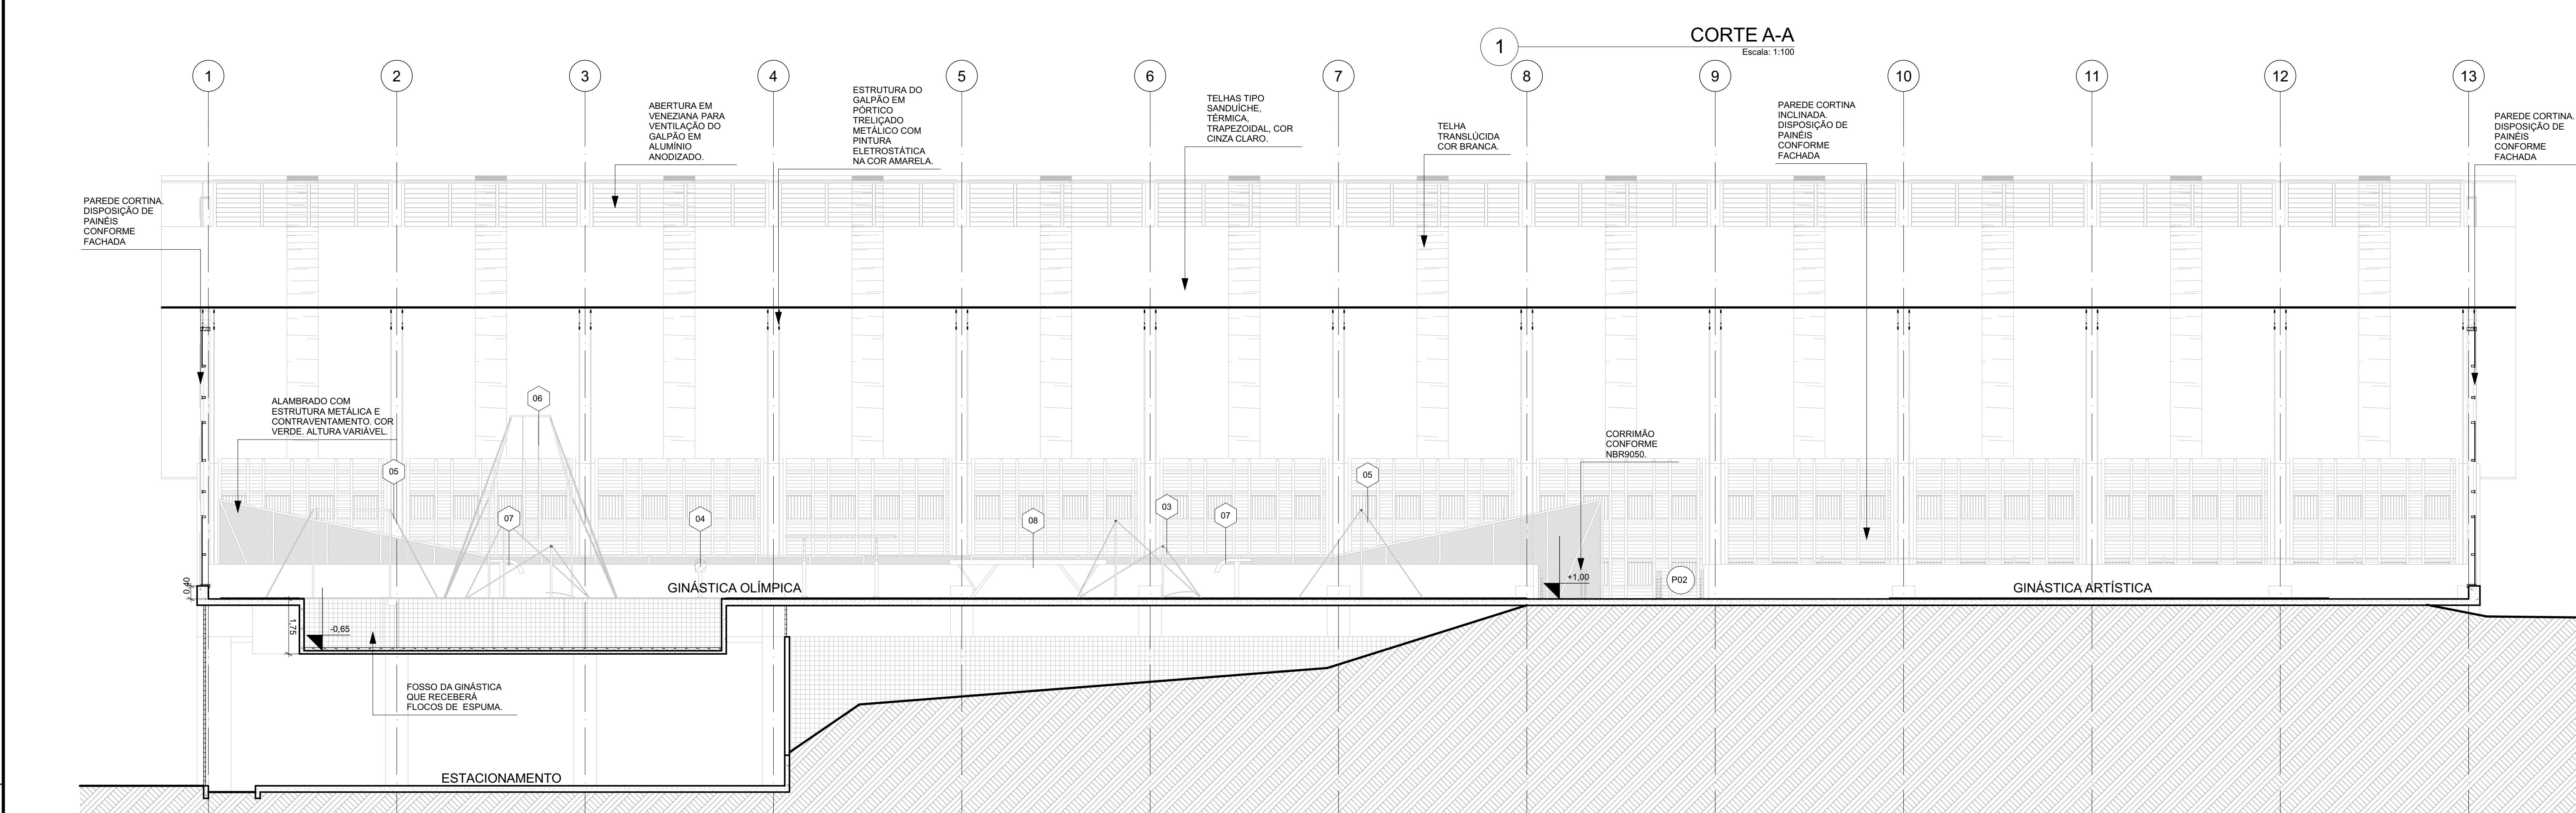 CORTE A-A
1
Escala: 1:100
1
2
3
4
5
6
7
8
9
10
11
12
13
PAREDE CORTINA.
DISPOSIÇÃO DE
PAINÉIS
CONFORME
FACHADA
ABERTURA EM
VENEZIANA PARA
VENTILAÇÃO DO
GALPÃO EM
ALUMÍNIO
ANODIZADO.
ESTRUTURA DO
GALPÃO EM
PÓRTICO
TRELIÇADO
METÁLICO COM
PINTURA
ELETROSTÁTICA
NA COR AMARELA.
TELHAS TIPO
SANDUÍCHE,
TÉRMICA,
TRAPEZOIDAL, COR
CINZA CLARO.
TELHA
TRANSLÚCIDA
COR BRANCA.
PAREDE CORTINA
INCLINADA.
DISPOSIÇÃO DE
PAINÉIS
CONFORME
FACHADA
PAREDE CORTINA.
DISPOSIÇÃO DE
PAINÉIS
CONFORME
FACHADA
ALAMBRADO COM
ESTRUTURA METÁLICA E
CONTRAVENTAMENTO. COR
VERDE. ALTURA VARIÁVEL.
06
05
07
04
08
03
07
05
CORRIMÃO
CONFORME
NBR9050.
+1,00
P02
0,40
GINÁSTICA OLÍMPICA
GINÁSTICA ARTÍSTICA
1,75
-0,65
FOSSO DA GINÁSTICA
QUE RECEBERÁ
FLOCOS DE ESPUMA.
ESTACIONAMENTO